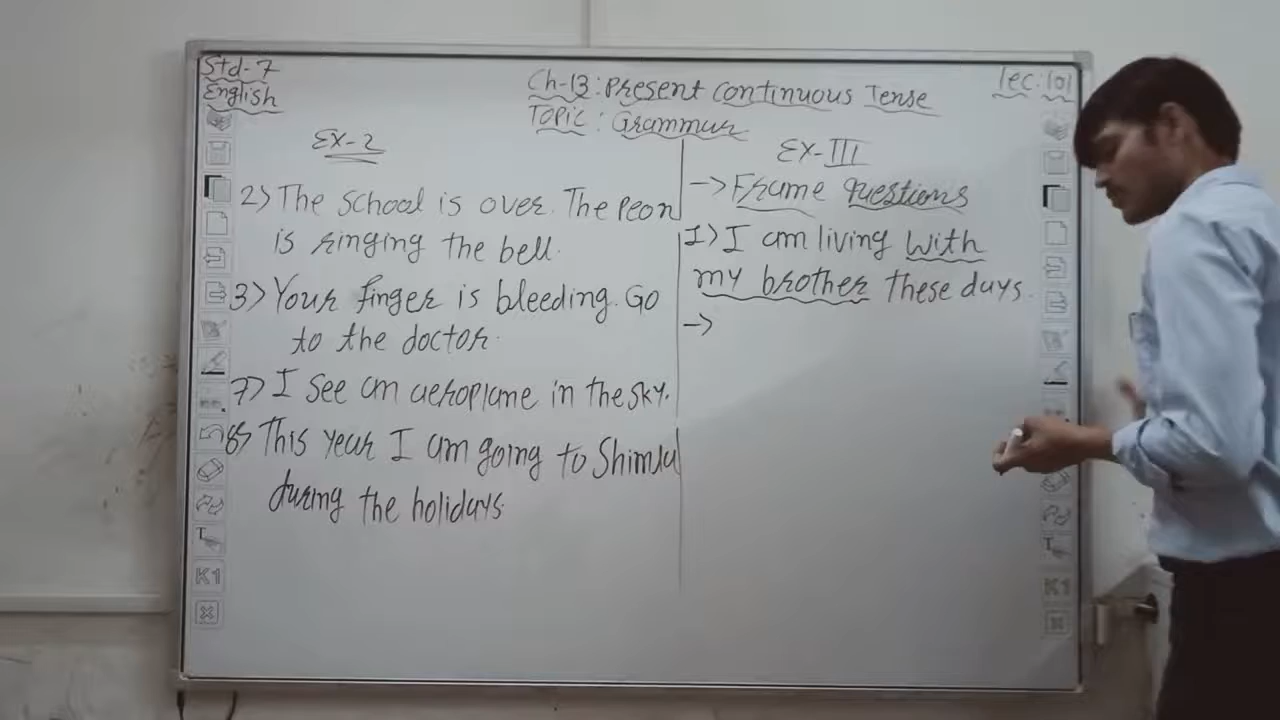 Std-7
English
Ch-13: Present Continuous Tense
Topic: Grammar
lec: 101
Ex-2
2) The school is over. The Peon
is ringing the bell.
3) Your finger is bleeding. Go
to the doctor.
7) I see an aeroplane in the sky.
8) This year I am going to Shimla
during the holidays.
Ex-III
-> Frame questions
1) I am living with
my brother these days.
->
T
K1
T
K1